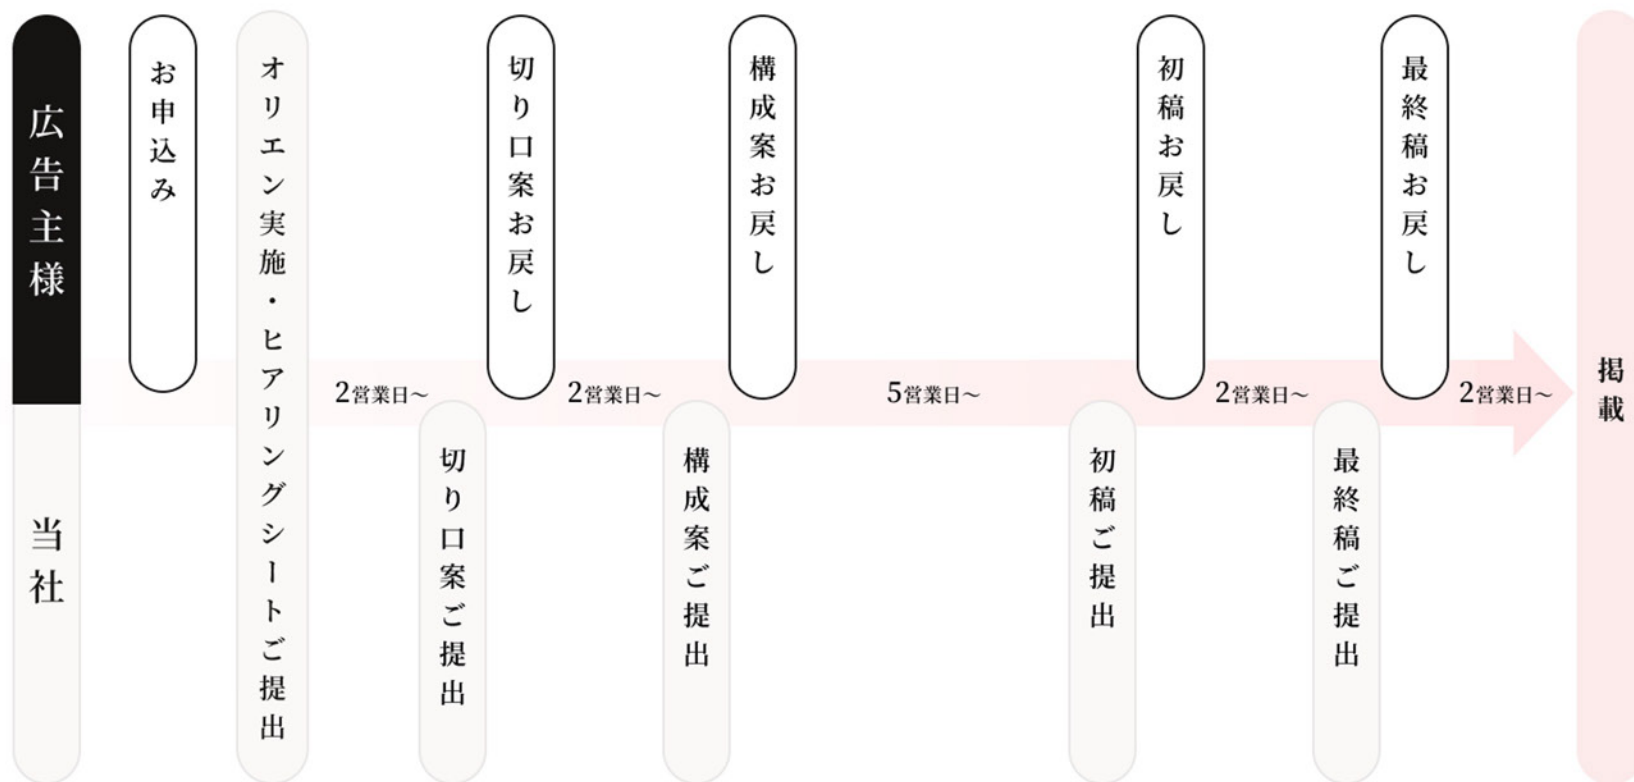 広告主様
当社
お申込み
オリエン実施・ヒアリングシートご提出
2営業日〜
切り口案ご提出
切り口案お戻し
2営業日〜
構成案ご提出
構成案お戻し
5営業日〜
初稿ご提出
初稿お戻し
2営業日〜
最終稿ご提出
最終稿お戻し
2営業日〜
掲載